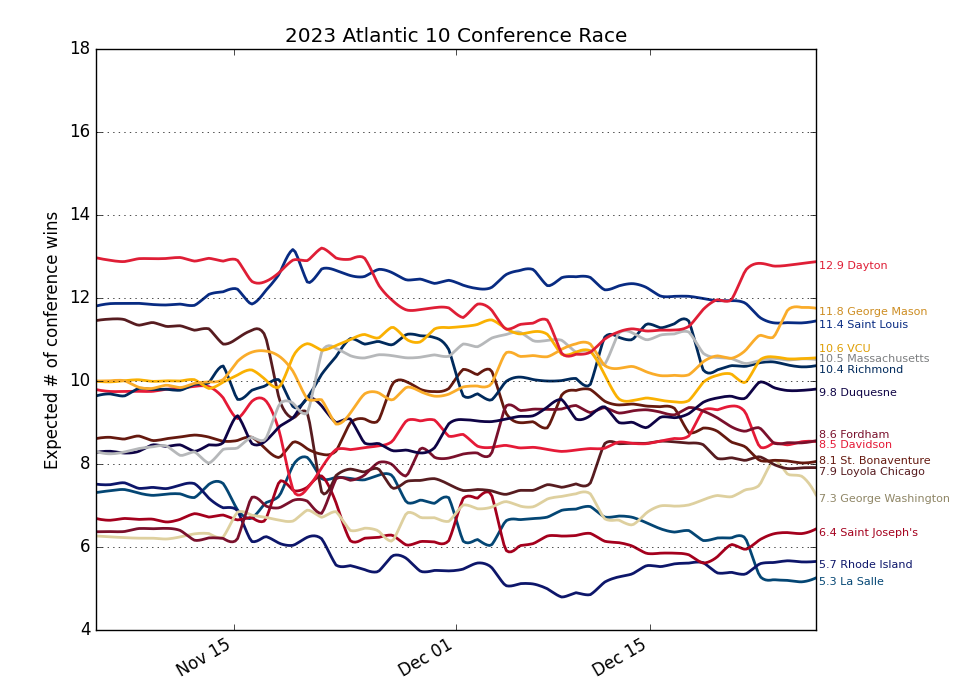 2023 Atlantic 10 Conference Race
Expected # of conference wins
18
16
14
12
10
8
6
4
Nov 15
Dec 01
Dec 15
12.9 Dayton
11.8 George Mason
11.4 Saint Louis
10.6 VCU
10.5 Massachusetts
10.4 Richmond
9.8 Duquesne
8.6 Fordham
8.5 Davidson
8.1 St. Bonaventure
7.9 Loyola Chicago
7.3 George Washington
6.4 Saint Joseph's
5.7 Rhode Island
5.3 La Salle